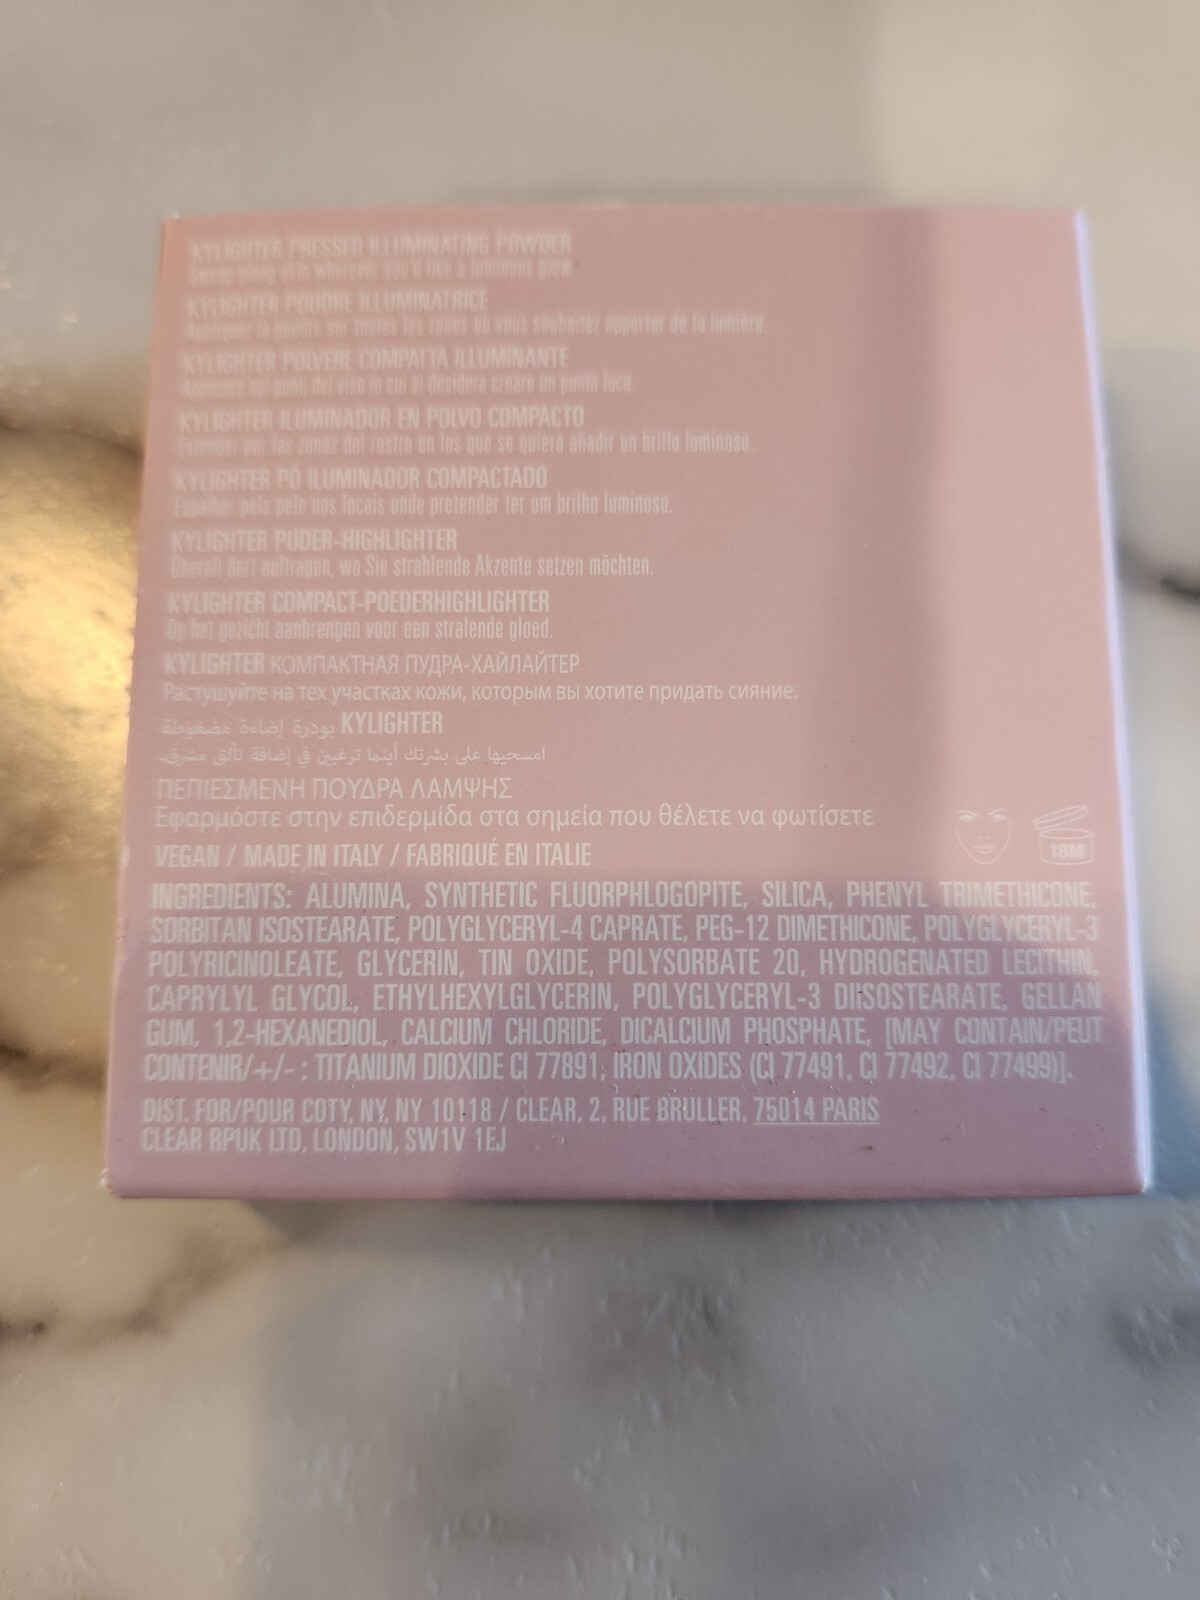 KYLIGHTER PRESSED ILLUMINATING POWDER
Sweep along skin wherever you'd like a luminous glow.
KYLIGHTER POUDRE ILLUMINATRICE
Appliquez la poudre sur toutes les zones où vous souhaitez apporter de la lumière.
KYLIGHTER POLVERE COMPATTA ILLUMINANTE
Applicare sui punti del viso in cui si desidera creare un punto luce.
KYLIGHTER ILUMINADOR EN POLVO COMPACTO
Extender por las zonas del rostro en las que se quiera añadir un brillo luminoso.
KYLIGHTER PÓ ILUMINADOR COMPACTADO
Espalhar pela pele nos locais onde pretender ter um brilho luminoso.
KYLIGHTER PUDER-HIGHLIGHTER
Überall dort auftragen, wo Sie strahlende Akzente setzen möchten.
KYLIGHTER COMPACT-POEDERHIGHLIGHTER
Op het gezicht aanbrengen voor een stralende gloed.
KYLIGHTER КОМПАКТНАЯ ПУДРА-ХАЙЛАЙТЕР
Растушуйте на тех участках кожи, которым вы хотите придать сияние.
KYLIGHTER بودرة إضاءة مضغوطة
امسحيها على بشرتك أينما ترغبين في إضافة تألق مشرق.
ΠΕΠΙΕΣΜΕΝΗ ΠΟΥΔΡΑ ΛΑΜΨΗΣ
Εφαρμόστε στην επιδερμίδα στα σημεία που θέλετε να φωτίσετε
18M
VEGAN / MADE IN ITALY / FABRIQUÉ EN ITALIE
INGREDIENTS: ALUMINA, SYNTHETIC FLUORPHLOGOPITE, SILICA, PHENYL TRIMETHICONE,
SORBITAN ISOSTEARATE, POLYGLYCERYL-4 CAPRATE, PEG-12 DIMETHICONE, POLYGLYCERYL-3
POLYRICINOLEATE, GLYCERIN, TIN OXIDE, POLYSORBATE 20, HYDROGENATED LECITHIN,
CAPRYLYL GLYCOL, ETHYLHEXYLGLYCERIN, POLYGLYCERYL-3 DIISOSTEARATE, GELLAN
GUM, 1,2-HEXANEDIOL, CALCIUM CHLORIDE, DICALCIUM PHOSPHATE, [MAY CONTAIN/PEUT
CONTENIR/+/- : TITANIUM DIOXIDE CI 77891, IRON OXIDES (CI 77491, CI 77492, CI 77499)].
DIST. FOR/POUR COTY, NY, NY 10118 / CLEAR, 2, RUE BRULLER, 75014 PARIS
CLEAR RPUK LTD, LONDON, SW1V 1EJ